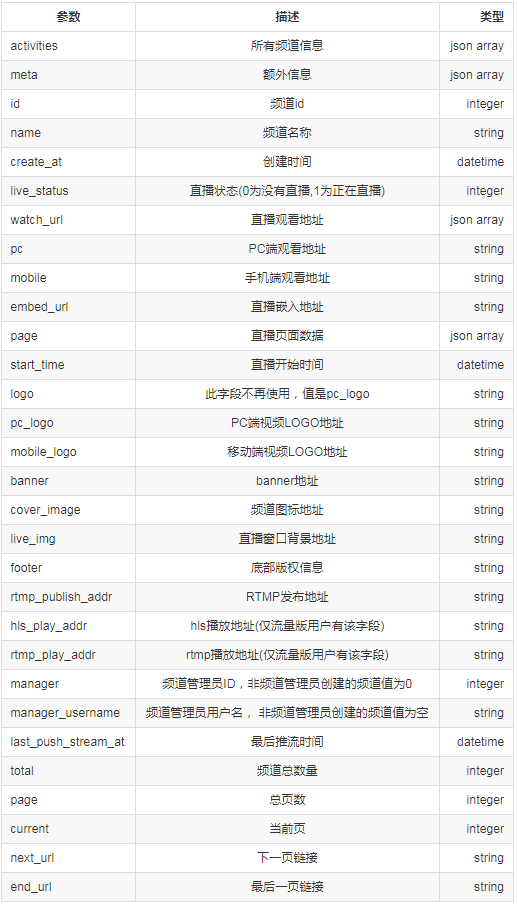 参数 描述 类型
activities 所有频道信息 json array
meta 额外信息 json array
id 频道id integer
name 频道名称 string
create_at 创建时间 datetime
live_status 直播状态(0为没有直播,1为正在直播) integer
watch_url 直播观看地址 json array
pc PC端观看地址 string
mobile 手机端观看地址 string
embed_url 直播嵌入地址 string
page 直播页面数据 json array
start_time 直播开始时间 datetime
logo 此字段不再使用，值是pc_logo string
pc_logo PC端视频LOGO地址 string
mobile_logo 移动端视频LOGO地址 string
banner banner地址 string
cover_image 频道图标地址 string
live_img 直播窗口背景地址 string
footer 底部版权信息 string
rtmp_publish_addr RTMP发布地址 string
hls_play_addr hls播放地址(仅流量版用户有该字段) string
rtmp_play_addr rtmp播放地址(仅流量版用户有该字段) string
manager 频道管理员ID，非频道管理员创建的频道值为0 integer
manager_username 频道管理员用户名， 非频道管理员创建的频道值为空 string
last_push_stream_at 最后推流时间 datetime
total 频道总数量 integer
page 总页数 integer
current 当前页 integer
next_url 下一页链接 string
end_url 最后一页链接 string